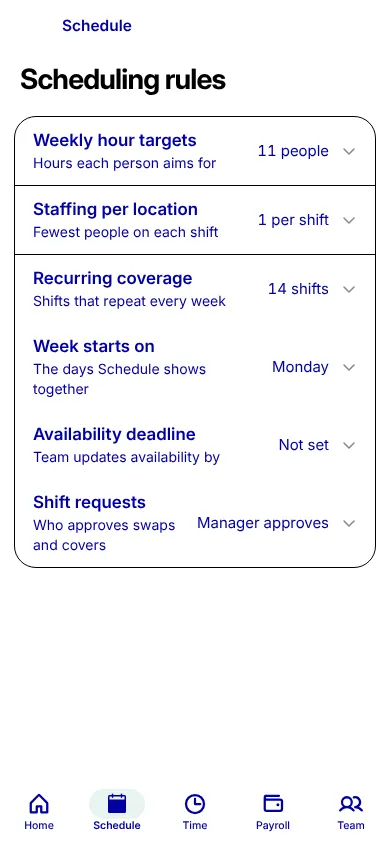 Schedule
Scheduling rules
Weekly hour targets
Hours each person aims for
11 people
Staffing per location
Fewest people on each shift
1 per shift
Recurring coverage
Shifts that repeat every week
14 shifts
Week starts on
The days Schedule shows
together
Monday
Availability deadline
Team updates availability by
Not set
Shift requests
Who approves swaps
and covers
Manager approves
Home
Schedule
Time
Payroll
Team